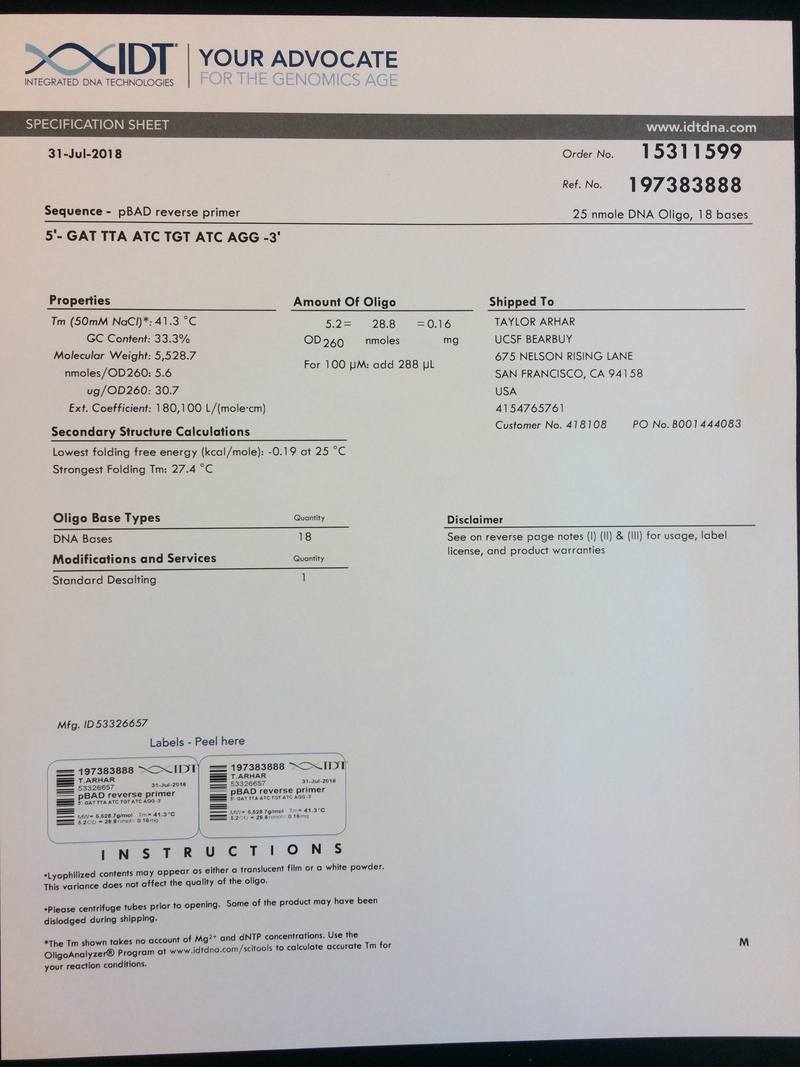 IDT
INTEGRATED DNA TECHNOLOGIES
YOUR ADVOCATE
FOR THE GENOMICS AGE
SPECIFICATION SHEET www.idtdna.com
31-Jul-2018
Order No. 15311599
Ref. No. 197383888
Sequence - pBAD reverse primer
25 nmole DNA Oligo, 18 bases
5'- GAT TTA ATC TGT ATC AGG -3'
Properties
Tm (50mM NaCl)*: 41.3 °C
GC Content: 33.3%
Molecular Weight: 5,528.7
nmoles/OD260: 5.6
ug/OD260: 30.7
Ext. Coefficient: 180,100 L/(mole·cm)
Secondary Structure Calculations
Lowest folding free energy (kcal/mole): -0.19 at 25 °C
Strongest Folding Tm: 27.4 °C
Amount Of Oligo
5.2= 28.8 =0.16
OD260 nmoles mg
For 100 µM: add 288 µL
Shipped To
TAYLOR ARHAR
UCSF BEARBUY
675 NELSON RISING LANE
SAN FRANCISCO, CA 94158
USA
4154765761
Customer No. 418108 PO No. B001444083
Oligo Base Types Quantity
DNA Bases 18
Modifications and Services Quantity
Standard Desalting 1
Disclaimer
See on reverse page notes (I) (II) & (III) for usage, label
license, and product warranties
Mfg. ID 53326657
Labels - Peel here
197383888 IDT
T.ARHAR
53326657 31-Jul-2018
pBAD reverse primer
5'- GAT TTA ATC TGT ATC AGG -3'
MW= 5,528.7g/mol Tm= 41.3°C
5.2OD = 28.8nmol= 0.16mg
197383888 IDT
T.ARHAR
53326657 31-Jul-2018
pBAD reverse primer
5'- GAT TTA ATC TGT ATC AGG -3'
MW= 5,528.7g/mol Tm= 41.3°C
5.2OD = 28.8nmol= 0.16mg
INSTRUCTIONS
•Lyophilized contents may appear as either a translucent film or a white powder.
This variance does not affect the quality of the oligo.
•Please centrifuge tubes prior to opening. Some of the product may have been
dislodged during shipping.
*The Tm shown takes no account of Mg2+ and dNTP concentrations. Use the
OligoAnalyzer® Program at www.idtdna.com/scitools to calculate accurate Tm for
your reaction conditions.
M